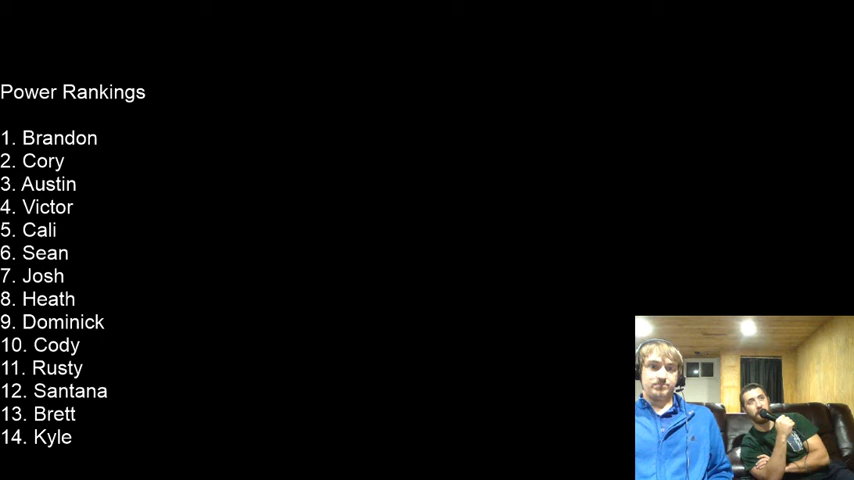 Power Rankings
1. Brandon
2. Cory
3. Austin
4. Victor
5. Cali
6. Sean
7. Josh
8. Heath
9. Dominick
10. Cody
11. Rusty
12. Santana
13. Brett
14. Kyle